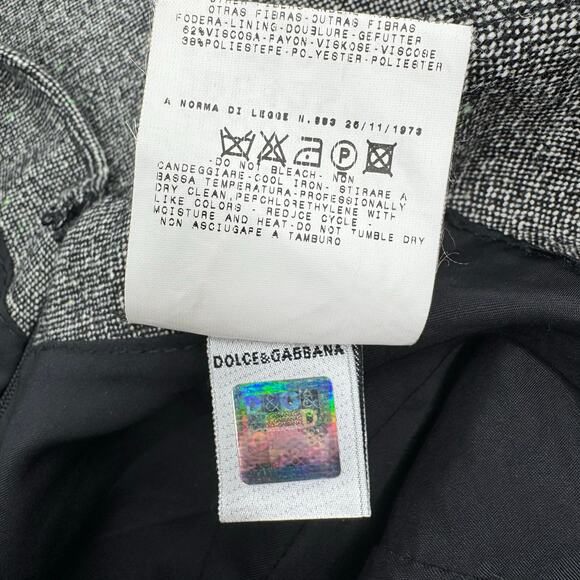 OTRAS FIBRAS-OUTRAS FIBRAS
FODERA-LINING-DOUBLURE-GEFUTTER
62%VISCOSA-RAYON-VISKOSE-VISCOSE
38%POLIESTERE-POLYESTER-POLIESTER
A NORMA DI LEGGE N.883 26/11/1973
P
-DO NOT BLEACH- NON
CANDEGGIARE-COOL IRON- STIRARE A
BASSA TEMPERATURA-PROFESSIONALLY
DRY CLEAN,PERCHLORETHYLENE WITH
LIKE COLORS - REDUCE CYCLE -
MOISTURE AND HEAT-DO NOT TUMBLE DRY
NON ASCIUGARE A TAMBURO
DOLCE&GABBANA